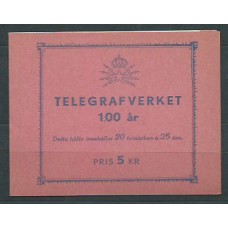 TELEGRAFVERKET
100 år
Detta häfte innehåller 20 frimärken à 25 öre.
PRIS 5 KR